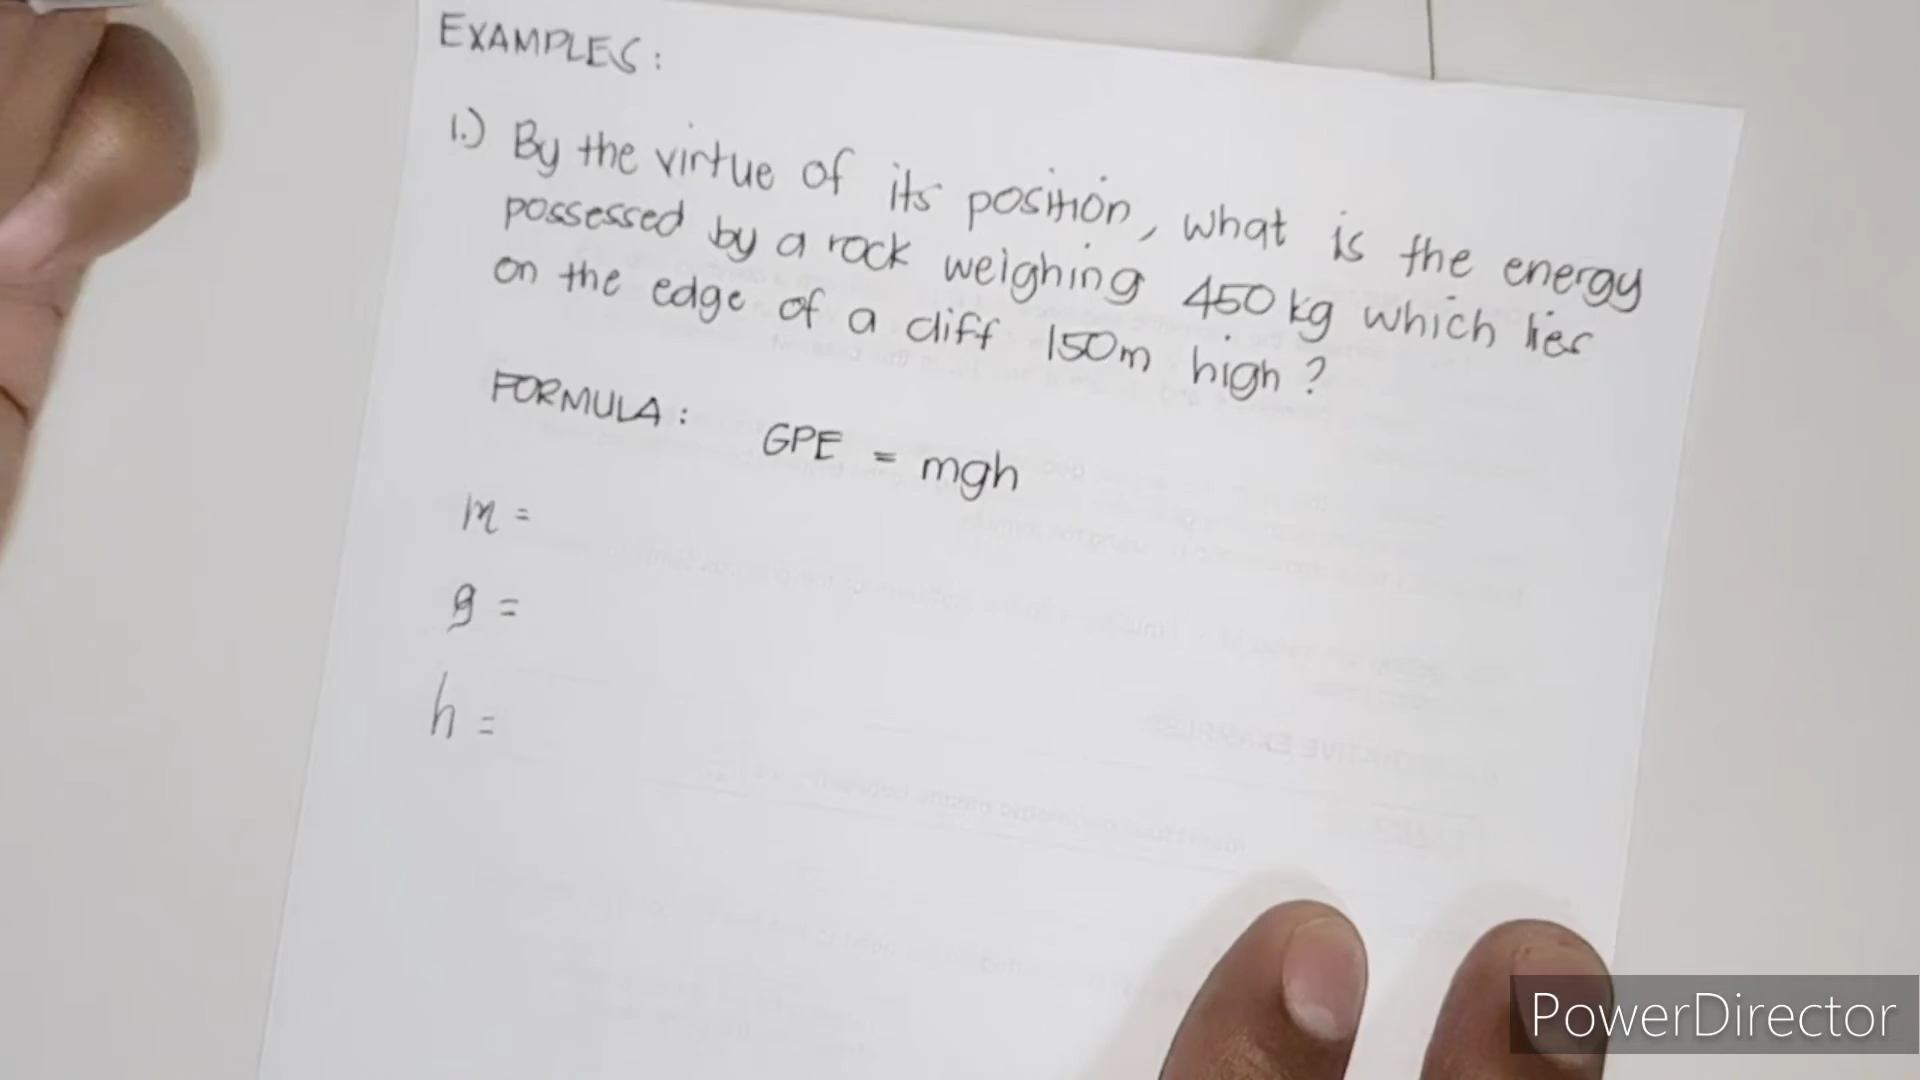 EXAMPLES:
1.) By the virtue of its position, what is the energy
possessed by a rock weighing 450 kg which lies
on the edge of a cliff 150m high?
FORMULA: GPE = mgh
m =
g =
h =
PowerDirector